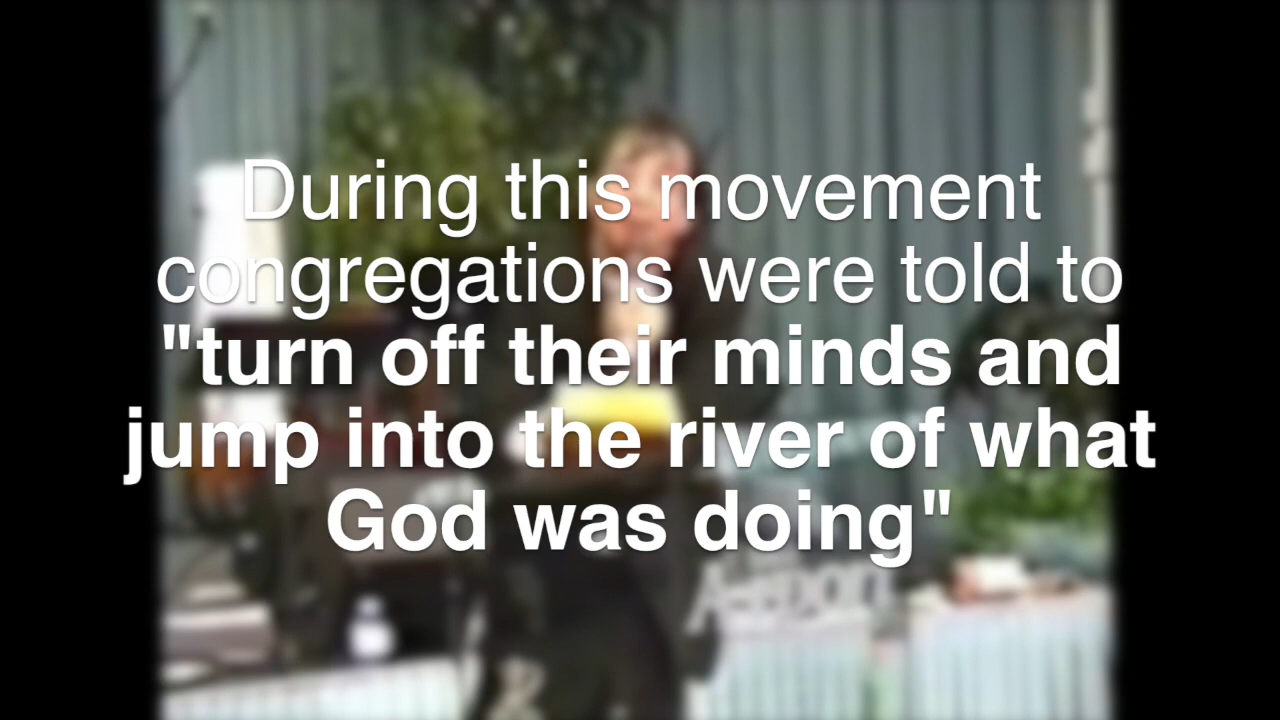 During this movement
congregations were told to
"turn off their minds and
jump into the river of what
God was doing"